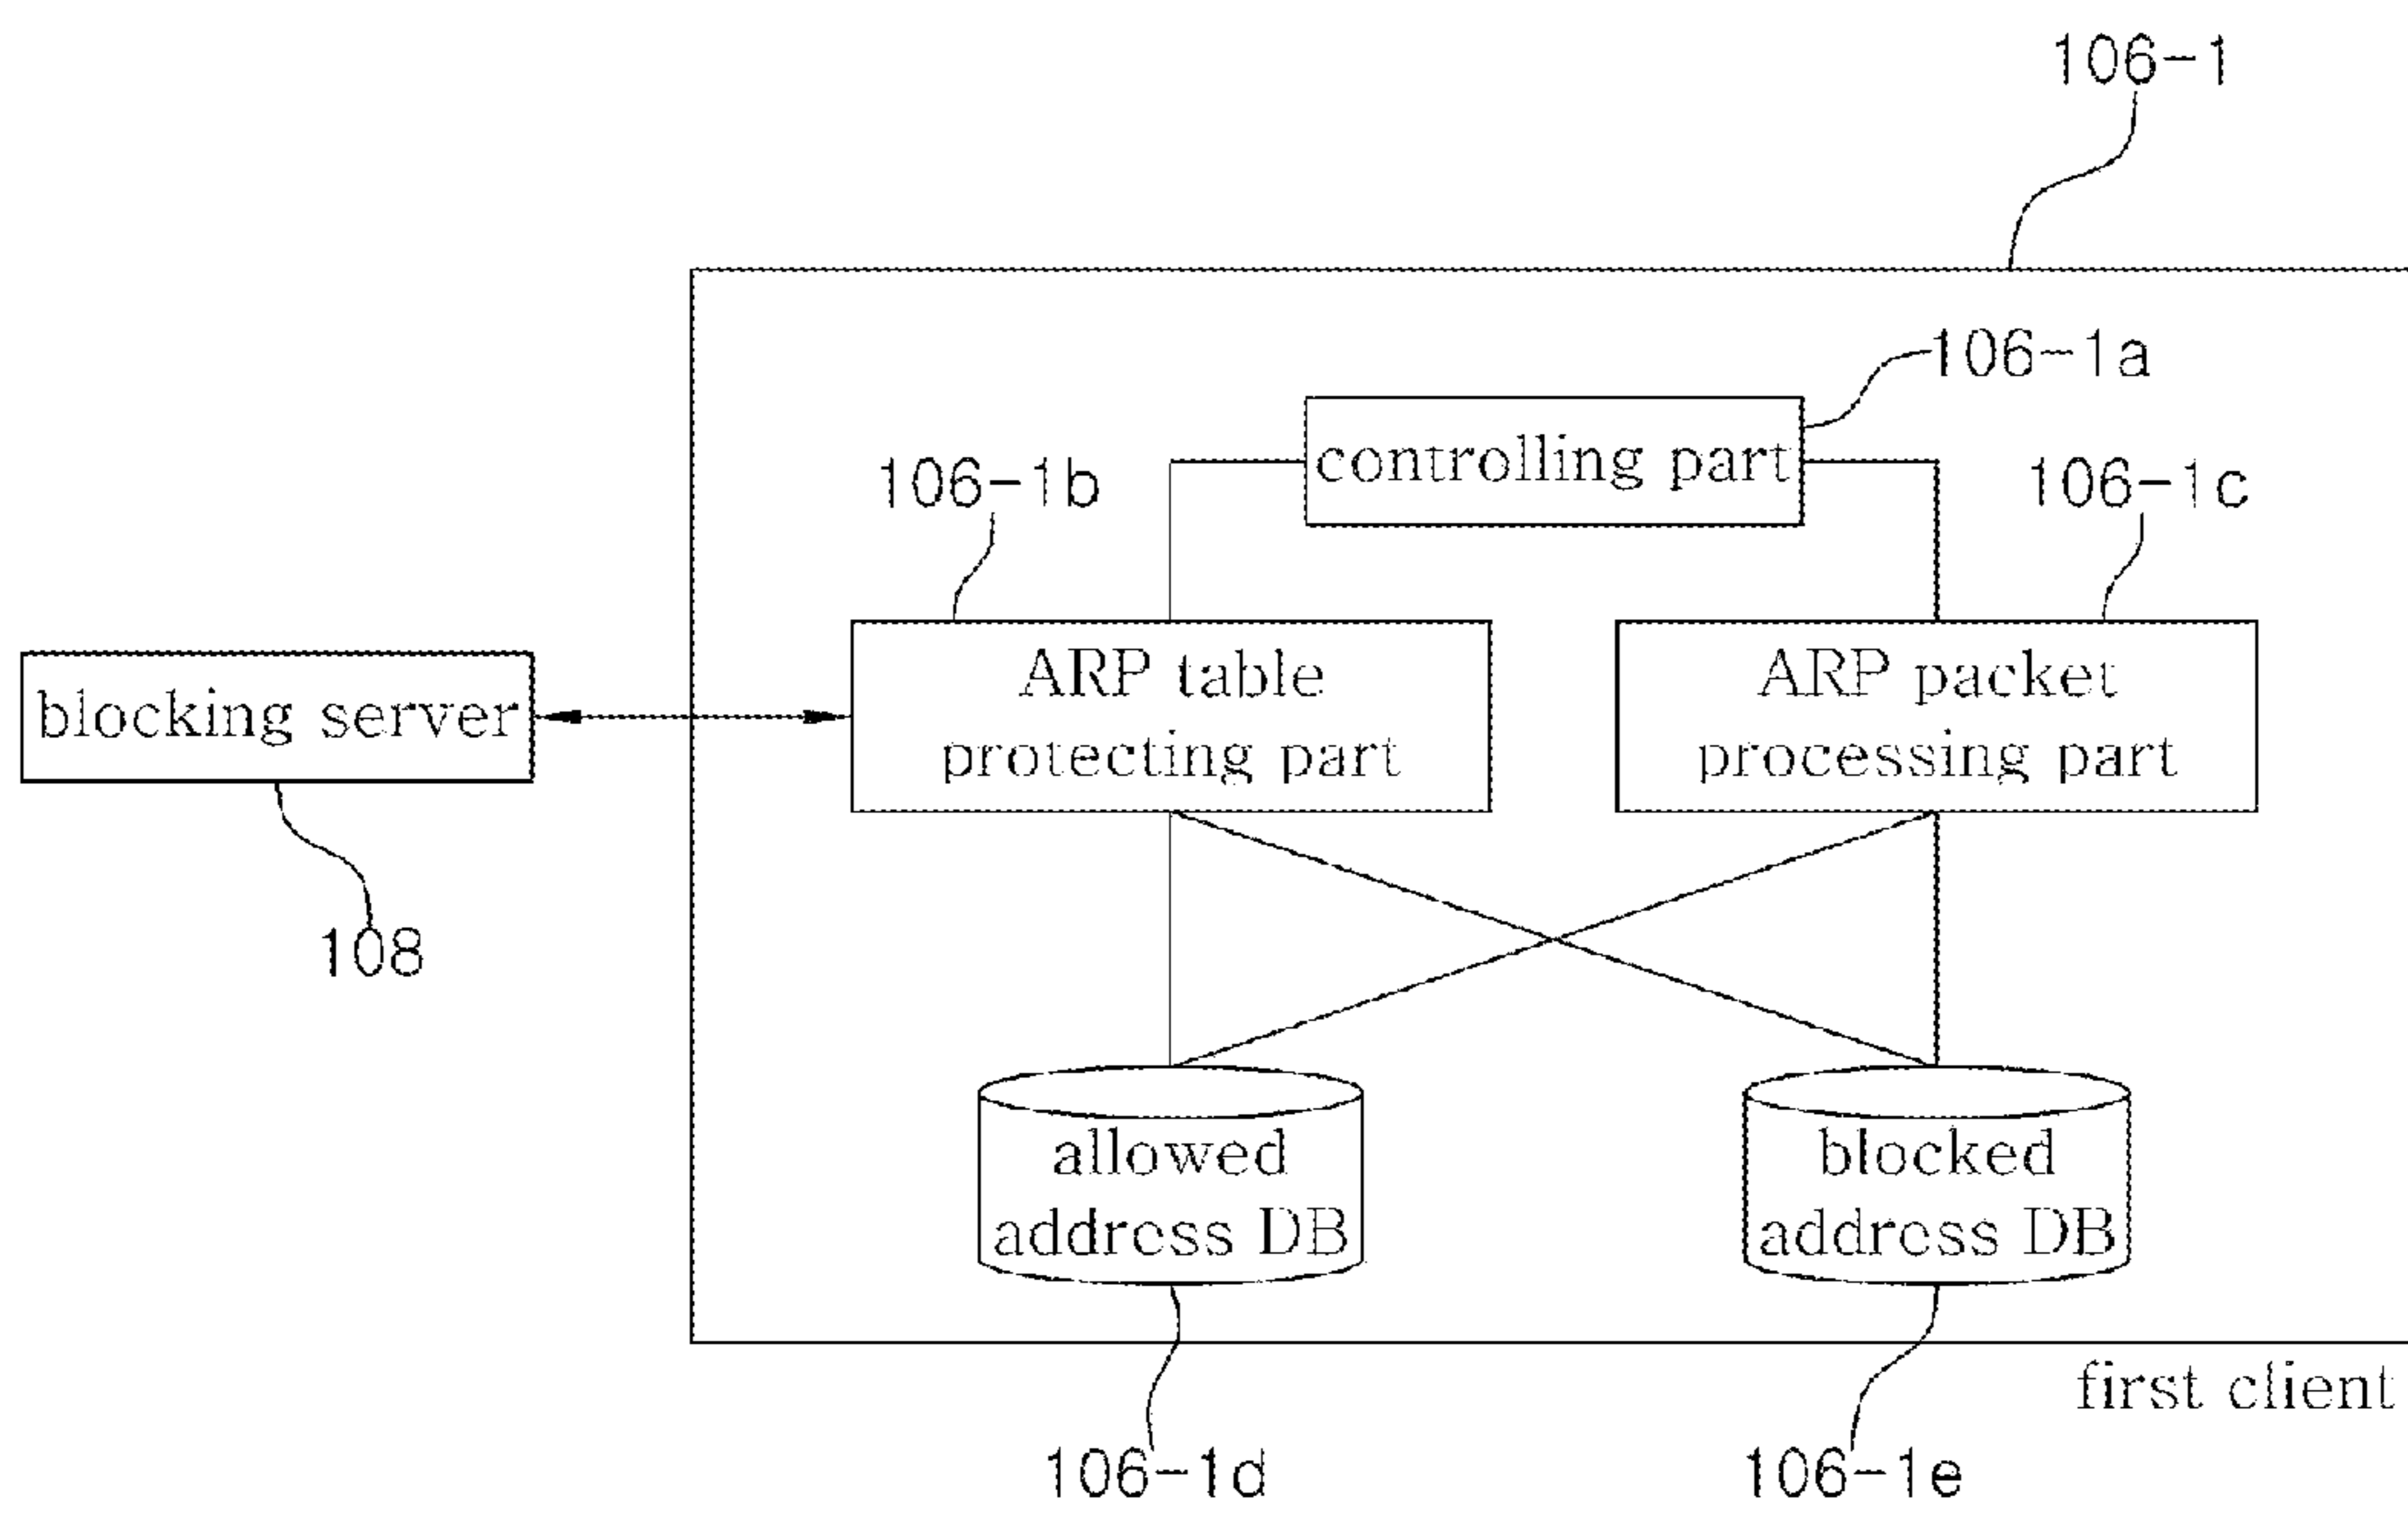 106-1
106-1a
controlling part
106-1b
106-1c
ARP table
protecting part
ARP packet
processing part
blocking server
108
allowed
address DB
blocked
address DB
first client
106-1d
106-1e